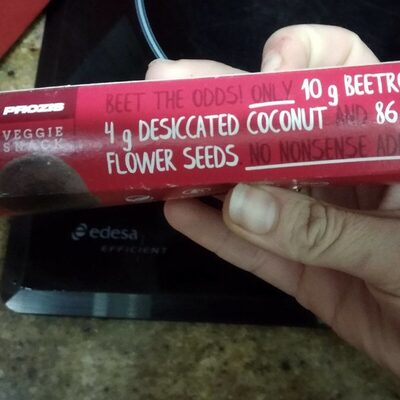 PROZIS
VEGGIE
SNACK
BEET THE ODDS! ONLY 10 g BEETRO
4 g DESICCATED COCONUT AND 86
FLOWER SEEDS. NO NONSENSE ADD
edesa
EFFICIENT